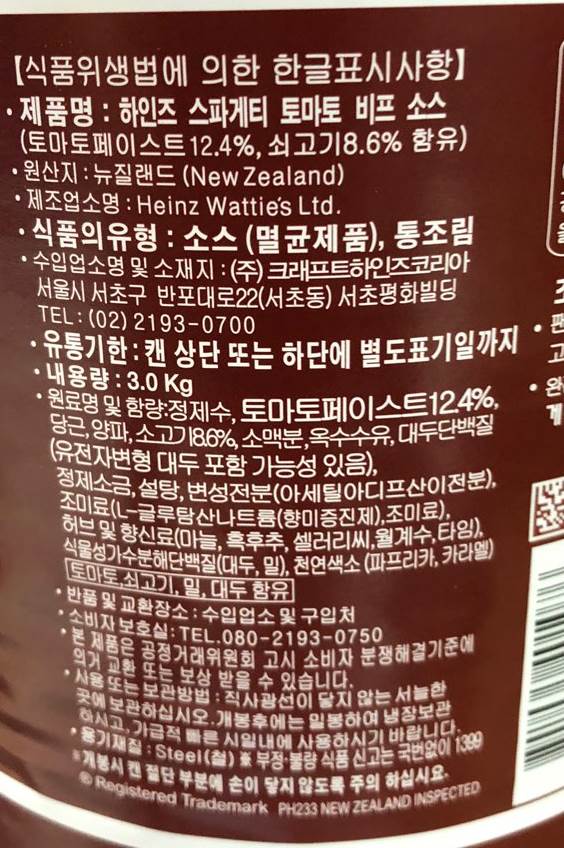 【식품위생법에 의한 한글표시사항】
· 제품명 : 하인즈 스파게티 토마토 비프 소스
(토마토페이스트12.4%, 쇠고기8.6% 함유)
· 원산지 : 뉴질랜드 (New Zealand)
· 제조업소명 : Heinz Wattie's Ltd.
· 식품의유형 : 소스 (멸균제품), 통조림
· 수입업소명 및 소재지 : (주) 크래프트하인즈코리아
서울시 서초구 반포대로22(서초동) 서초평화빌딩
TEL : (02) 2193-0700
· 유통기한 : 캔 상단 또는 하단에 별도표기일까지
· 내용량 : 3.0 Kg
· 원료명 및 함량:정제수, 토마토페이스트12.4%,
당근, 양파, 소고기8.6%, 소맥분, 옥수수유, 대두단백질
(유전자변형 대두 포함 가능성 있음),
정제소금, 설탕, 변성전분(아세틸아디프산이전분),
조미료(L-글루탐산나트륨(향미증진제),조미료),
허브 및 향신료(마늘, 흑후추, 셀러리씨,월계수,타임),
식물성가수분해단백질(대두, 밀), 천연색소 (파프리카, 카라멜)
토마토,쇠고기, 밀, 대두 함유
· 반품 및 교환장소 : 수입업소 및 구입처
· 소비자 보호실: TEL.080-2193-0750
· 본 제품은 공정거래위원회 고시 소비자 분쟁해결기준에
의거 교환 또는 보상 받을 수 있습니다.
· 사용 또는 보관방법 : 직사광선이 닿지 않는 서늘한
곳에 보관하십시오.개봉후에는 밀봉하여 냉장보관
하시고, 가급적 빠른 시일내에 사용하시기 바랍니다.
· 용기재질 : Steel(철) ※ 부정·불량 식품 신고는 국번없이 1399
* 개봉시 캔 절단 부분에 손이 닿지 않도록 주의 하십시요.
® Registered Trademark PH233 NEW ZEALAND INSPECTED